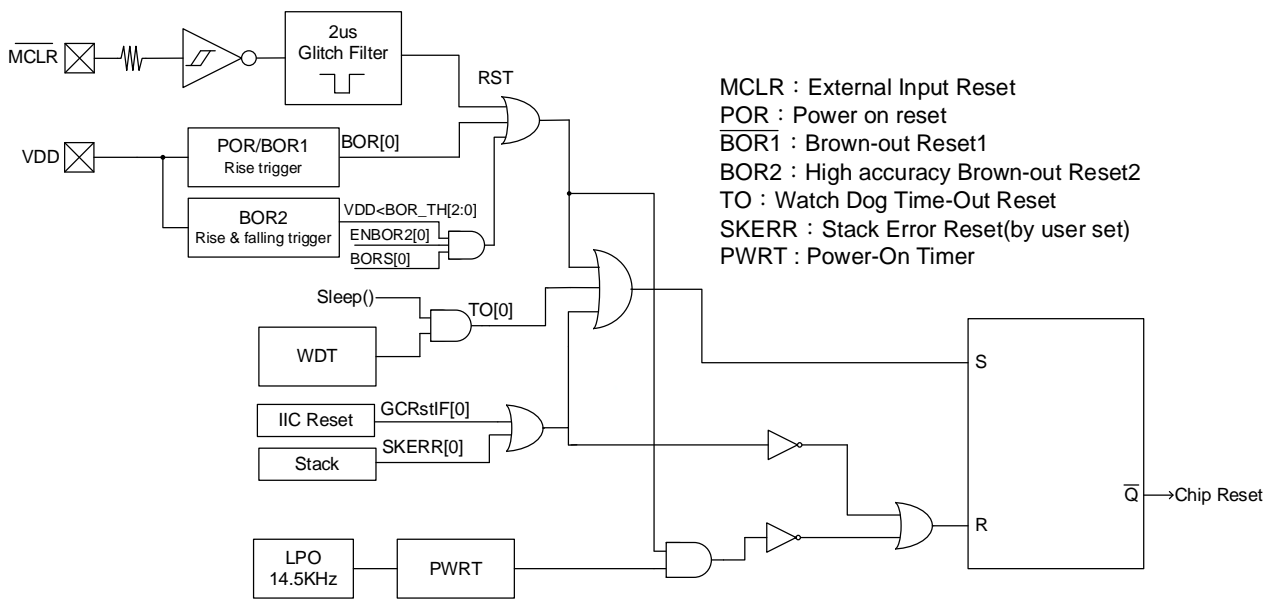 MCLR
2us
Glitch Filter
RST
VDD
POR/BOR1
Rise trigger
BOR[0]
BOR2
Rise & falling trigger
VDD<BOR_TH[2:0]
ENBOR2[0]
BORS[0]
Sleep()
TO[0]
WDT
IIC Reset
GCRstIF[0]
Stack
SKERR[0]
LPO
14.5KHz
PWRT
MCLR：External Input Reset
POR：Power on reset
BOR1：Brown-out Reset1
BOR2：High accuracy Brown-out Reset2
TO：Watch Dog Time-Out Reset
SKERR：Stack Error Reset(by user set)
PWRT : Power-On Timer
S
R
Q
Chip Reset